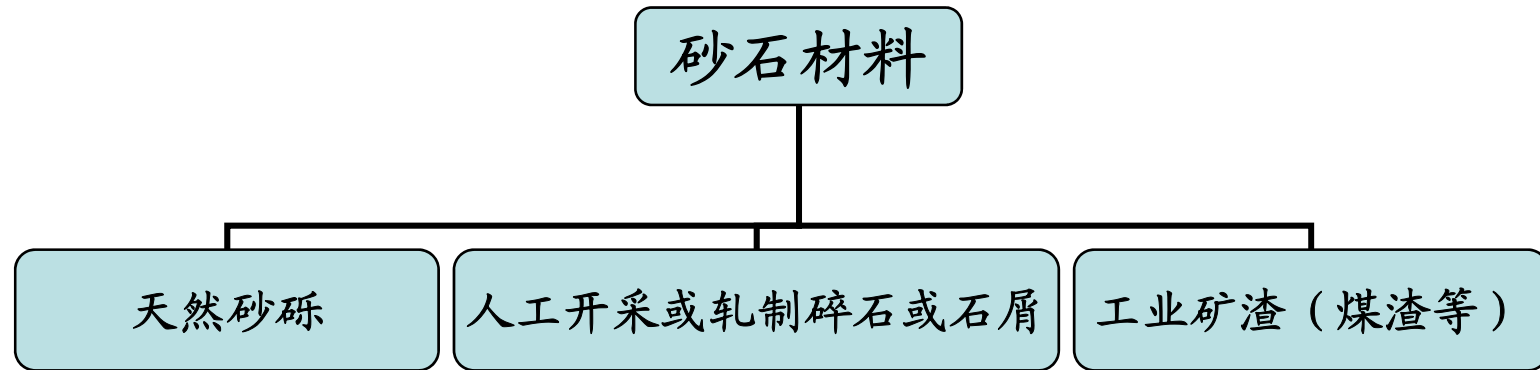 砂石材料
天然砂砾
人工开采或轧制碎石或石屑
工业矿渣（煤渣等）